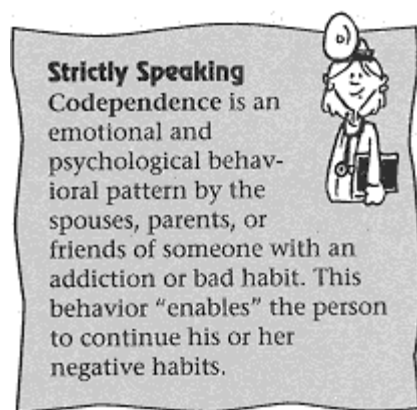 Strictly Speaking
Codependence is an
emotional and
psychological behav-
ioral pattern by the
spouses, parents, or
friends of someone with an
addiction or bad habit. This
behavior “enables” the person
to continue his or her
negative habits.